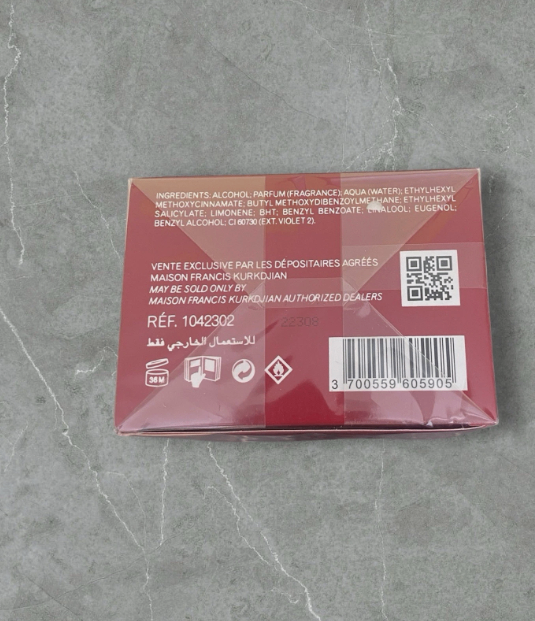 INGREDIENTS: ALCOHOL; PARFUM (FRAGRANCE); AQUA (WATER); ETHYLHEXYL
METHOXYCINNAMATE; BUTYL METHOXYDIBENZOYLMETHANE; ETHYLHEXYL
SALICYLATE; LIMONENE; BHT; BENZYL BENZOATE; LINALOOL; EUGENOL;
BENZYL ALCOHOL; CI 60730 (EXT. VIOLET 2).
VENTE EXCLUSIVE PAR LES DÉPOSITAIRES AGRÉÉS
MAISON FRANCIS KURKDJIAN
MAY BE SOLD ONLY BY
MAISON FRANCIS KURKDJIAN AUTHORIZED DEALERS
RÉF. 1042302
للاستعمال الخارجي فقط
36 M
3 700559 605905